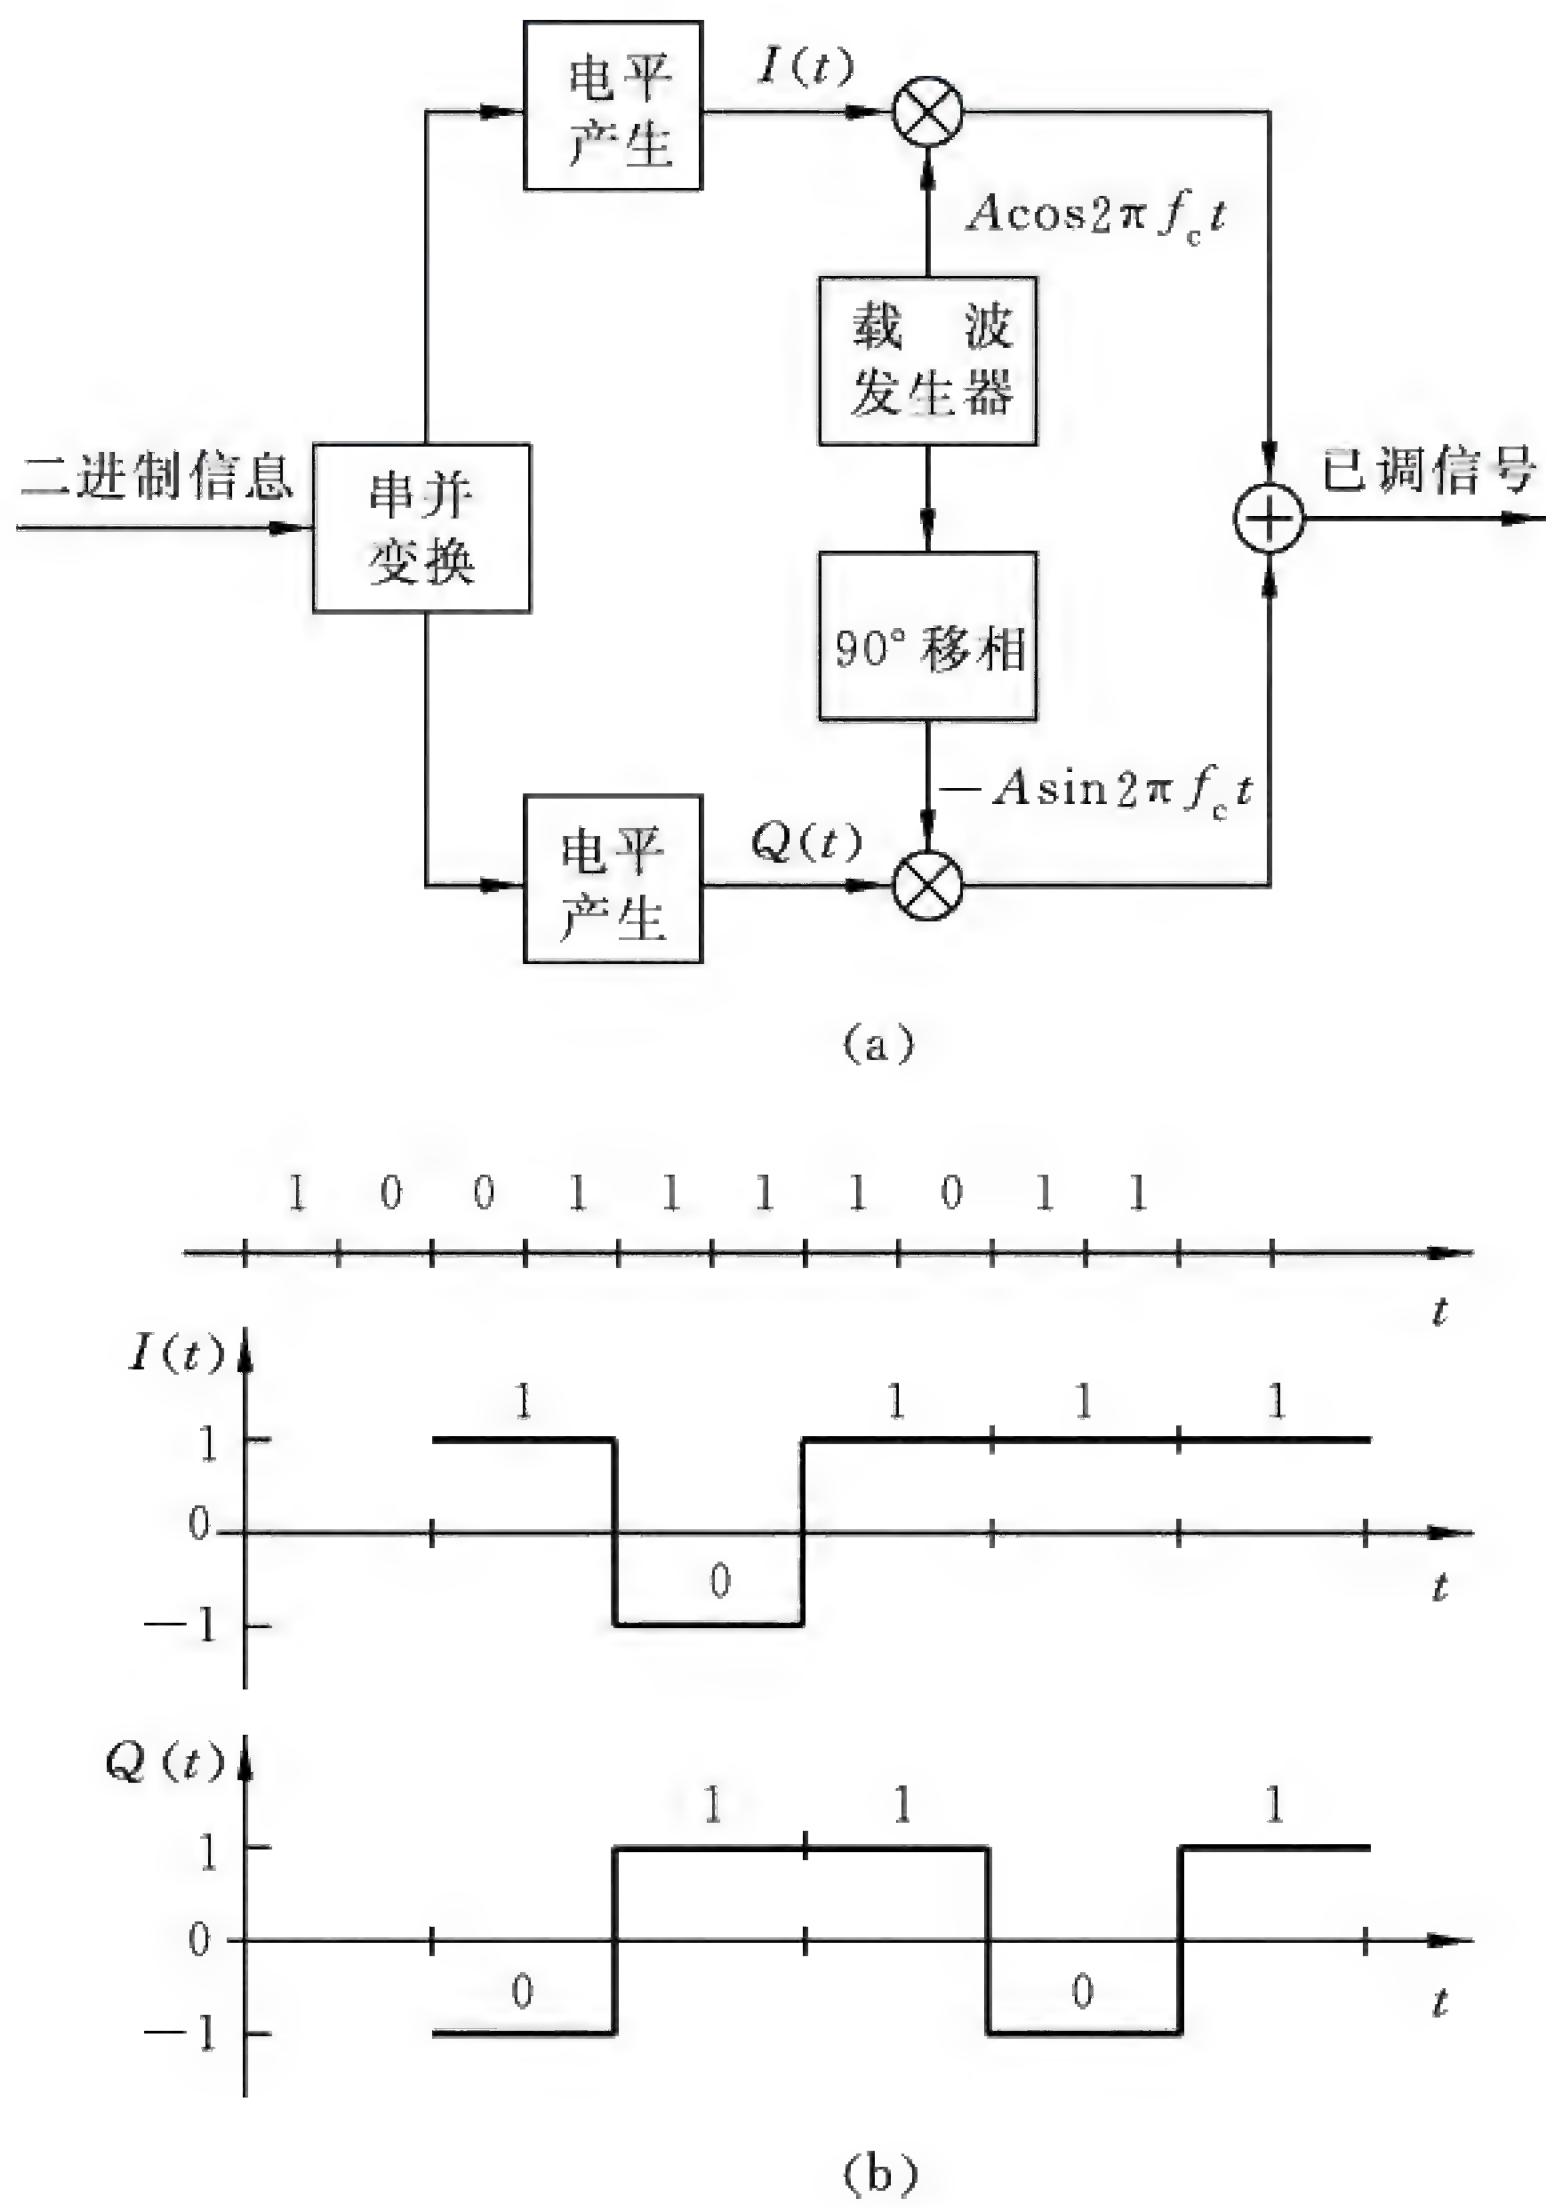 电平
产生
I(t)
Acos2πf_c t
载 波
发生器
二进制信息
串并
变换
已调信号
90°移相
-Asin2πf_c t
电平
产生
Q(t)
(a)
1 0 0 1 1 1 1 0 1 1
t
I(t)
1 1 1 1
1
0
0
t
-1
Q(t)
1 1 1
1
0
0 0
t
-1
(b)